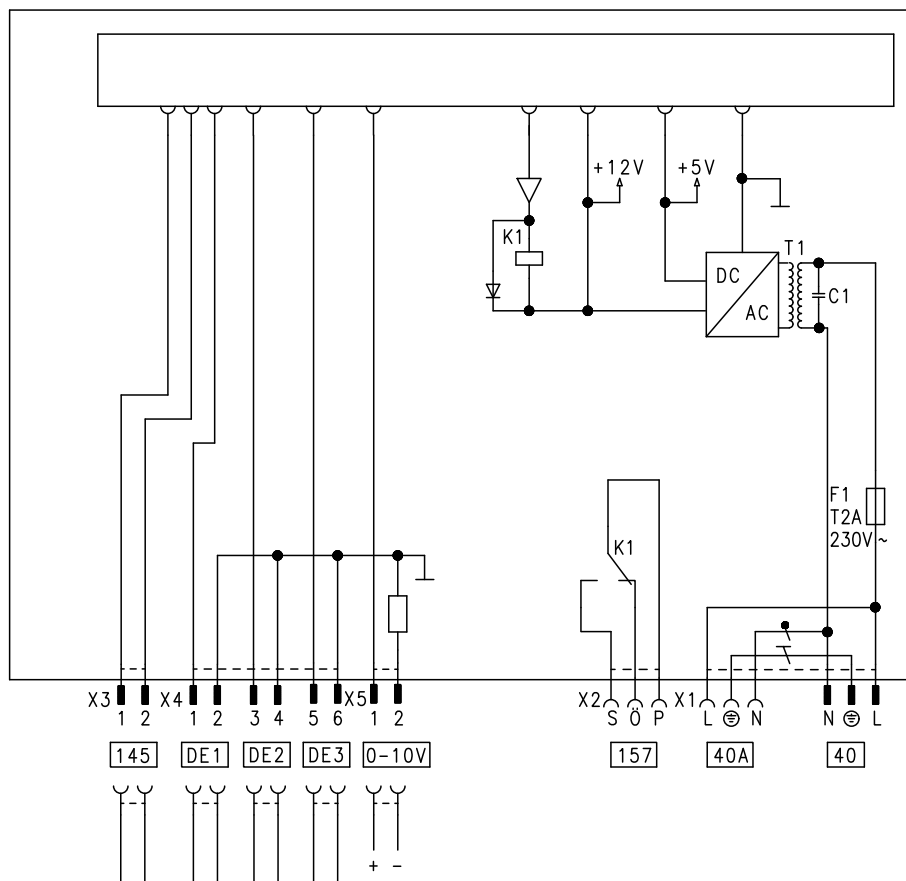 +12V +5V
K1 T1
DC
AC C1
F1
T2A
230V ~
K1
X3 X4 X5 X2 X1
1 2 1 2 3 4 5 6 1 2 S Ö P L N N L
145 DE1 DE2 DE3 0-10V 157 40A 40
+ -